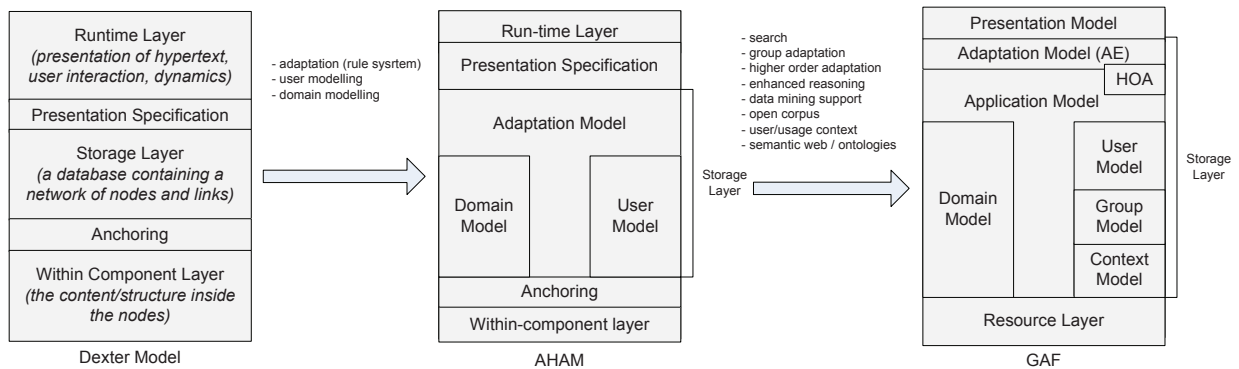 Runtime Layer
(presentation of hypertext,
user interaction, dynamics)
Presentation Specification
Storage Layer
(a database containing a
network of nodes and links)
Anchoring
Within Component Layer
(the content/structure inside
the nodes)
Dexter Model
- adaptation (rule sysrtem)
- user modelling
- domain modelling
Run-time Layer
Presentation Specification
Adaptation Model
Domain
Model
User
Model
Anchoring
Within-component layer
AHAM
Storage
Layer
- search
- group adaptation
- higher order adaptation
- enhanced reasoning
- data mining support
- open corpus
- user/usage context
- semantic web / ontologies
Presentation Model
Adaptation Model (AE)
HOA
Application Model
Domain
Model
User
Model
Group
Model
Context
Model
Resource Layer
GAF
Storage
Layer